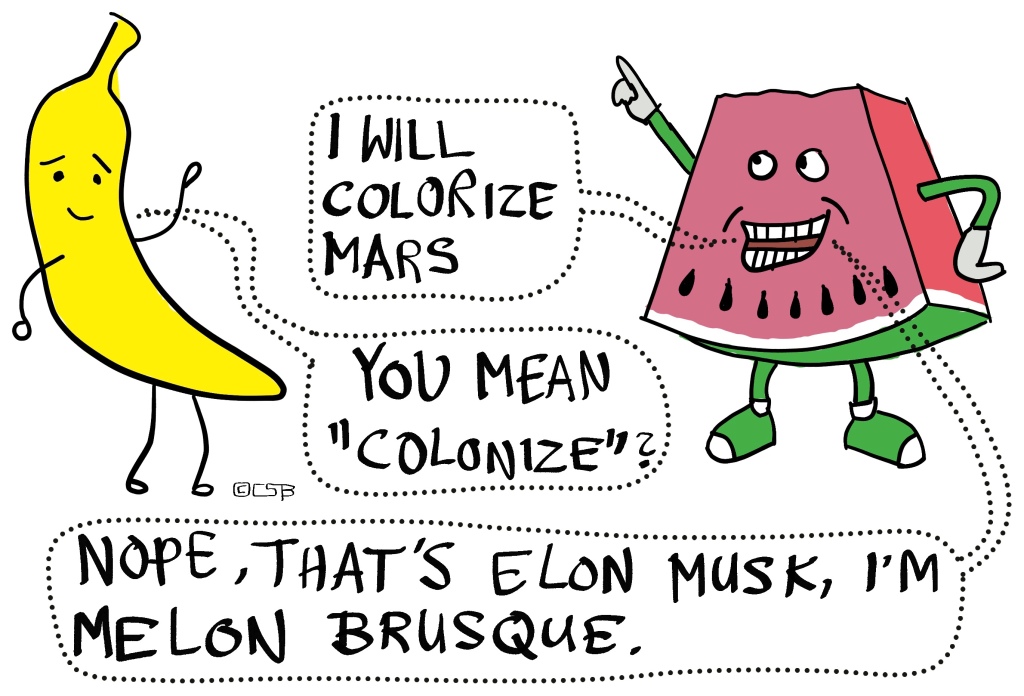 I WILL
COLORIZE
MARS
YOU MEAN
"COLONIZE"?
©CSB
NOPE, THAT'S ELON MUSK, I'M
MELON BRUSQUE.